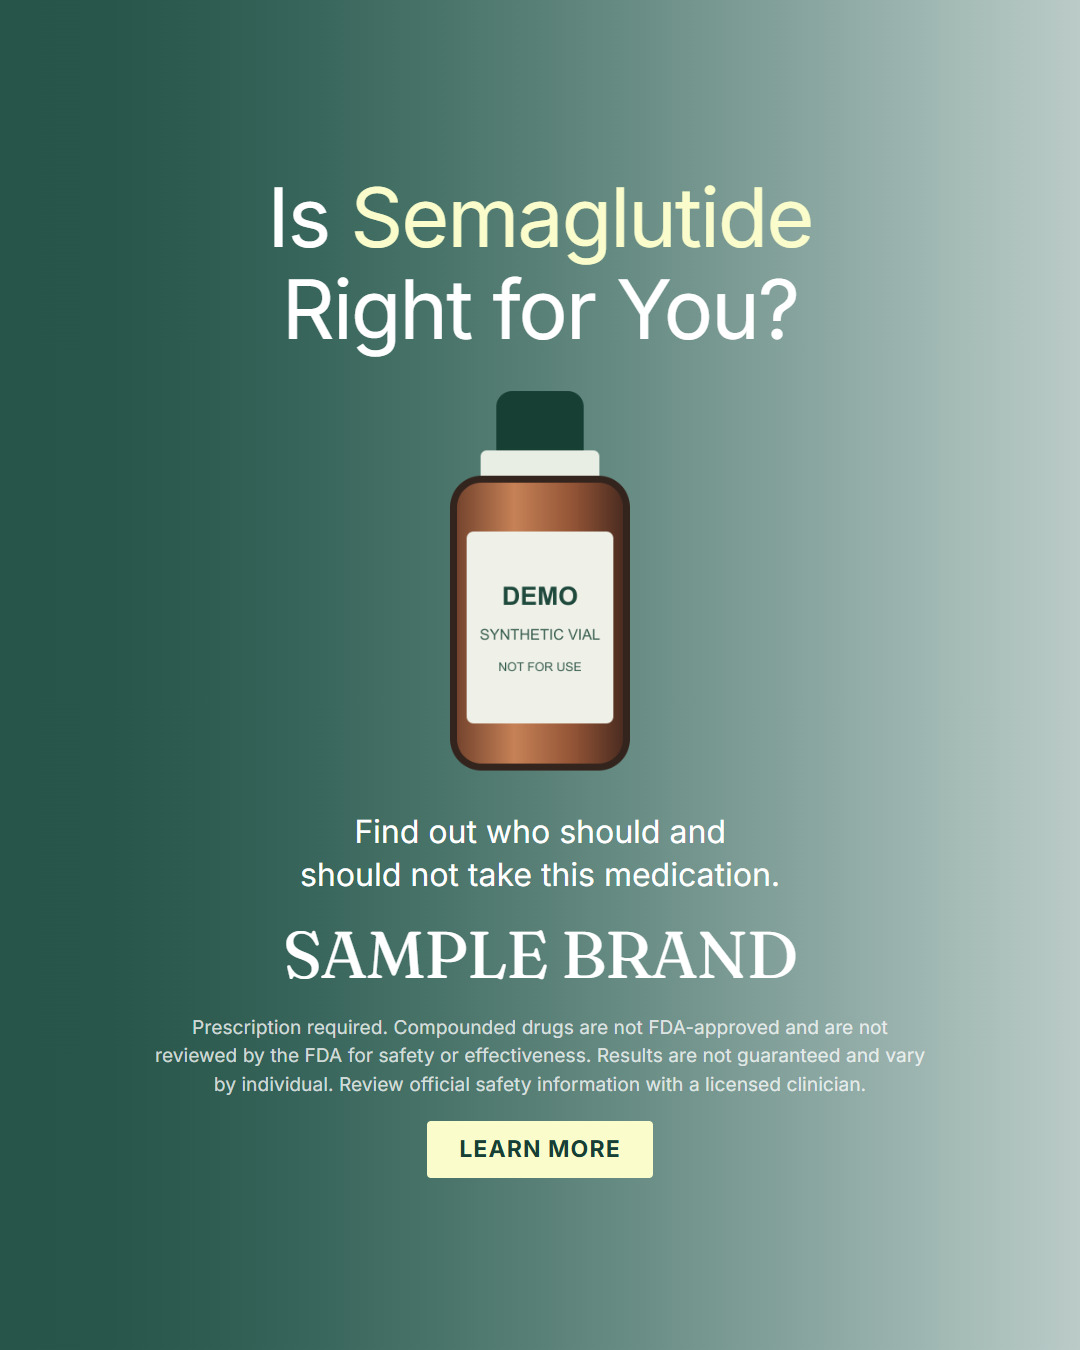 Is Semaglutide
Right for You?
DEMO
SYNTHETIC VIAL
NOT FOR USE
Find out who should and
should not take this medication.
SAMPLE BRAND
Prescription required. Compounded drugs are not FDA-approved and are not
reviewed by the FDA for safety or effectiveness. Results are not guaranteed and vary
by individual. Review official safety information with a licensed clinician.
LEARN MORE